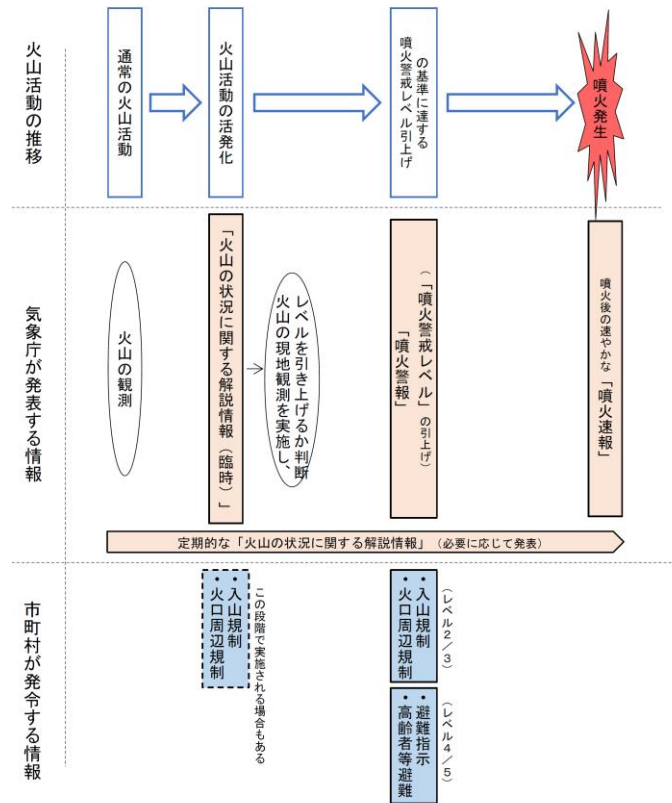 火山活動の推移
通常の火山活動
火山活動の活発化
噴火警戒レベル引上げ
の基準に達する
噴火発生
気象庁が発表する情報
火山の観測
「火山の状況に関する解説情報（臨時）」
火山の現地観測を実施し、
レベルを引き上げるか判断
「噴火警報」
（「噴火警戒レベル」の引上げ）
噴火後の速やかな「噴火速報」
定期的な「火山の状況に関する解説情報」（必要に応じて発表）
市町村が発令する情報
・火口周辺規制
・入山規制
この段階で実施される場合もある
・火口周辺規制
・入山規制
（レベル２／３）
・高齢者等避難
・避難指示
（レベル４／５）